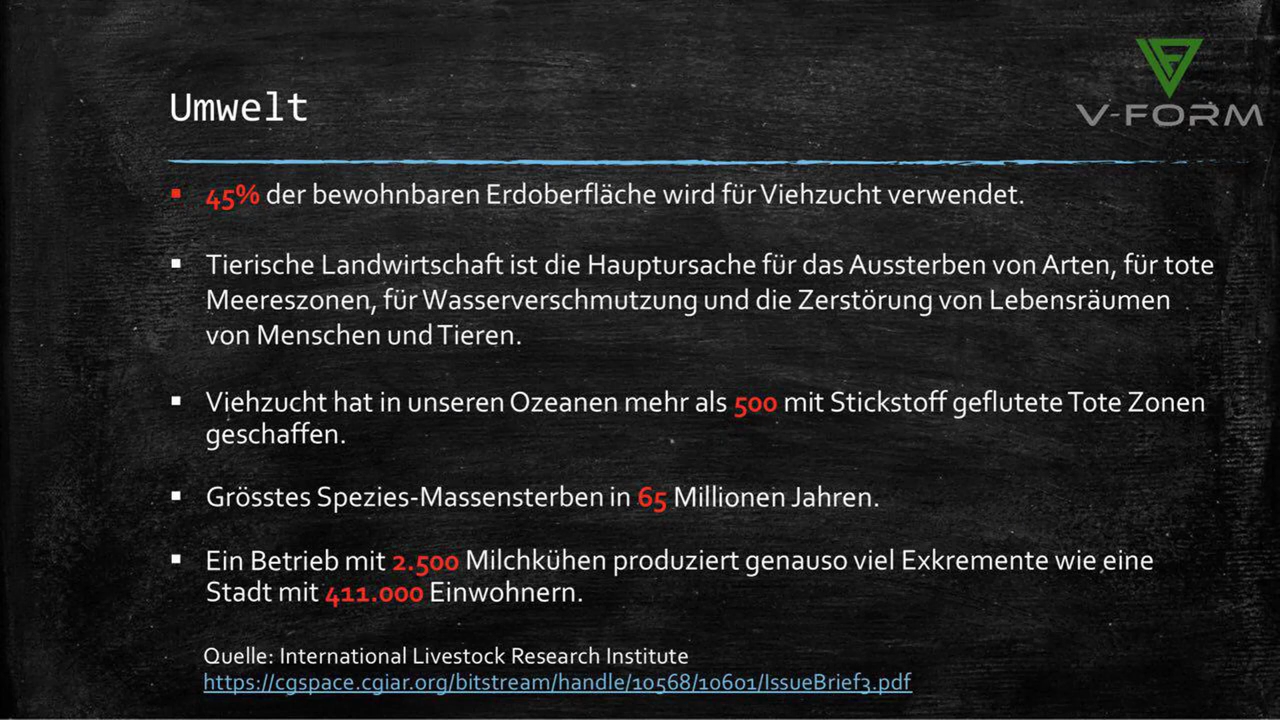 V-FORM
Umwelt
▪ 45% der bewohnbaren Erdoberfläche wird für Viehzucht verwendet.
▪ Tierische Landwirtschaft ist die Hauptursache für das Aussterben von Arten, für tote
Meereszonen, für Wasserverschmutzung und die Zerstörung von Lebensräumen
von Menschen und Tieren.
▪ Viehzucht hat in unseren Ozeanen mehr als 500 mit Stickstoff geflutete Tote Zonen
geschaffen.
▪ Grösstes Spezies-Massensterben in 65 Millionen Jahren.
▪ Ein Betrieb mit 2.500 Milchkühen produziert genauso viel Exkremente wie eine
Stadt mit 411.000 Einwohnern.
Quelle: International Livestock Research Institute
https://cgspace.cgiar.org/bitstream/handle/10568/10601/IssueBrief3.pdf